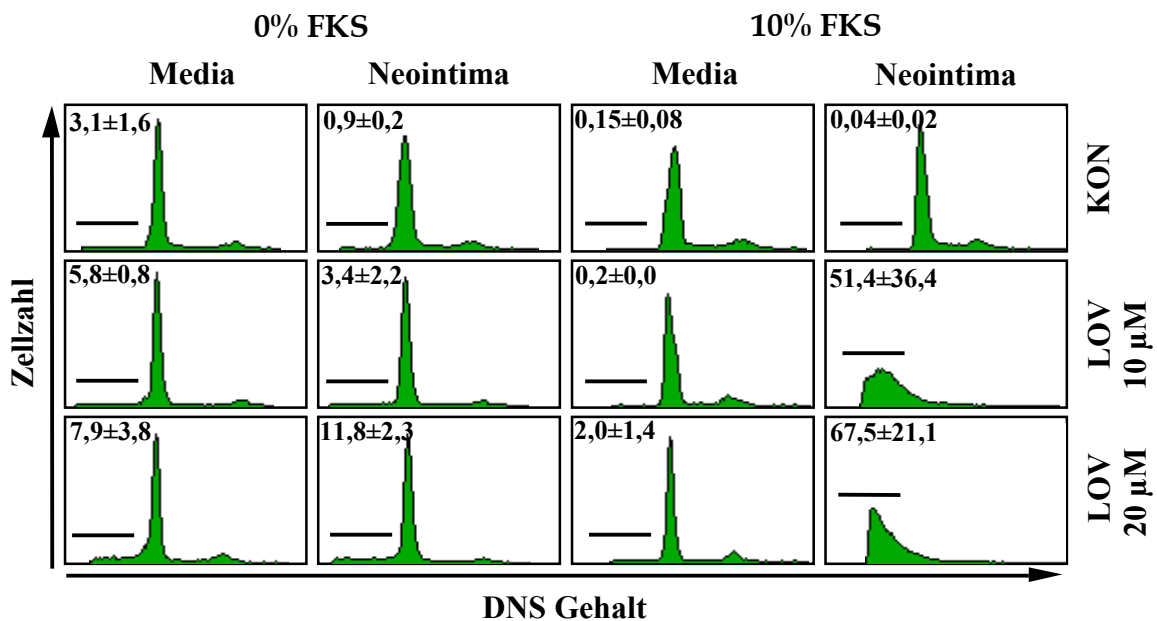 0% FKS 10% FKS
Media Neointima Media Neointima
3,1±1,6 0,9±0,2 0,15±0,08 0,04±0,02
KON
5,8±0,8 3,4±2,2 0,2±0,0 51,4±36,4
LOV
10 µM
7,9±3,8 11,8±2,3 2,0±1,4 67,5±21,1
LOV
20 µM
Zellzahl
DNS Gehalt